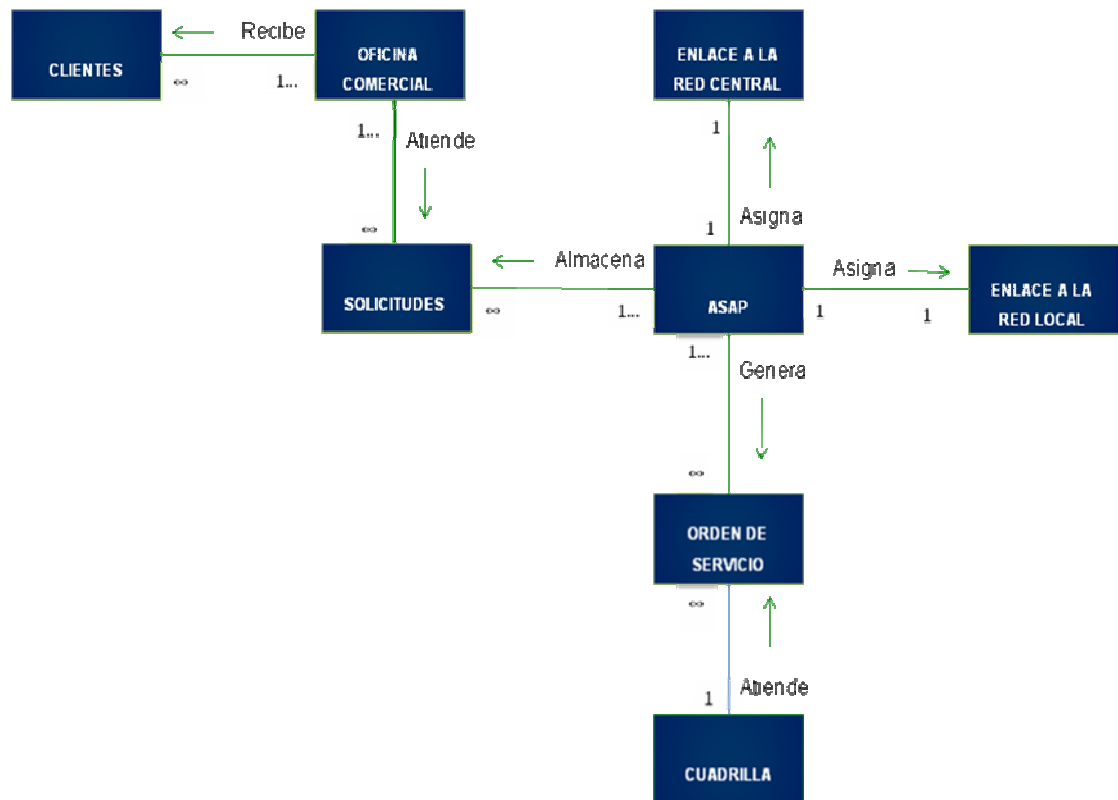 Recibe
CLIENTES
OFICINA
COMERCIAL
∞
1...
ENLACE A LA
RED CENTRAL
1...
Atiende
∞
1
Asigna
1
SOLICITUDES
Almacena
∞
1...
ASAP
Asigna
1
1
ENLACE A LA
RED LOCAL
1...
Genera
∞
ORDEN DE
SERVICIO
∞
Atiende
1
CUADRILLA